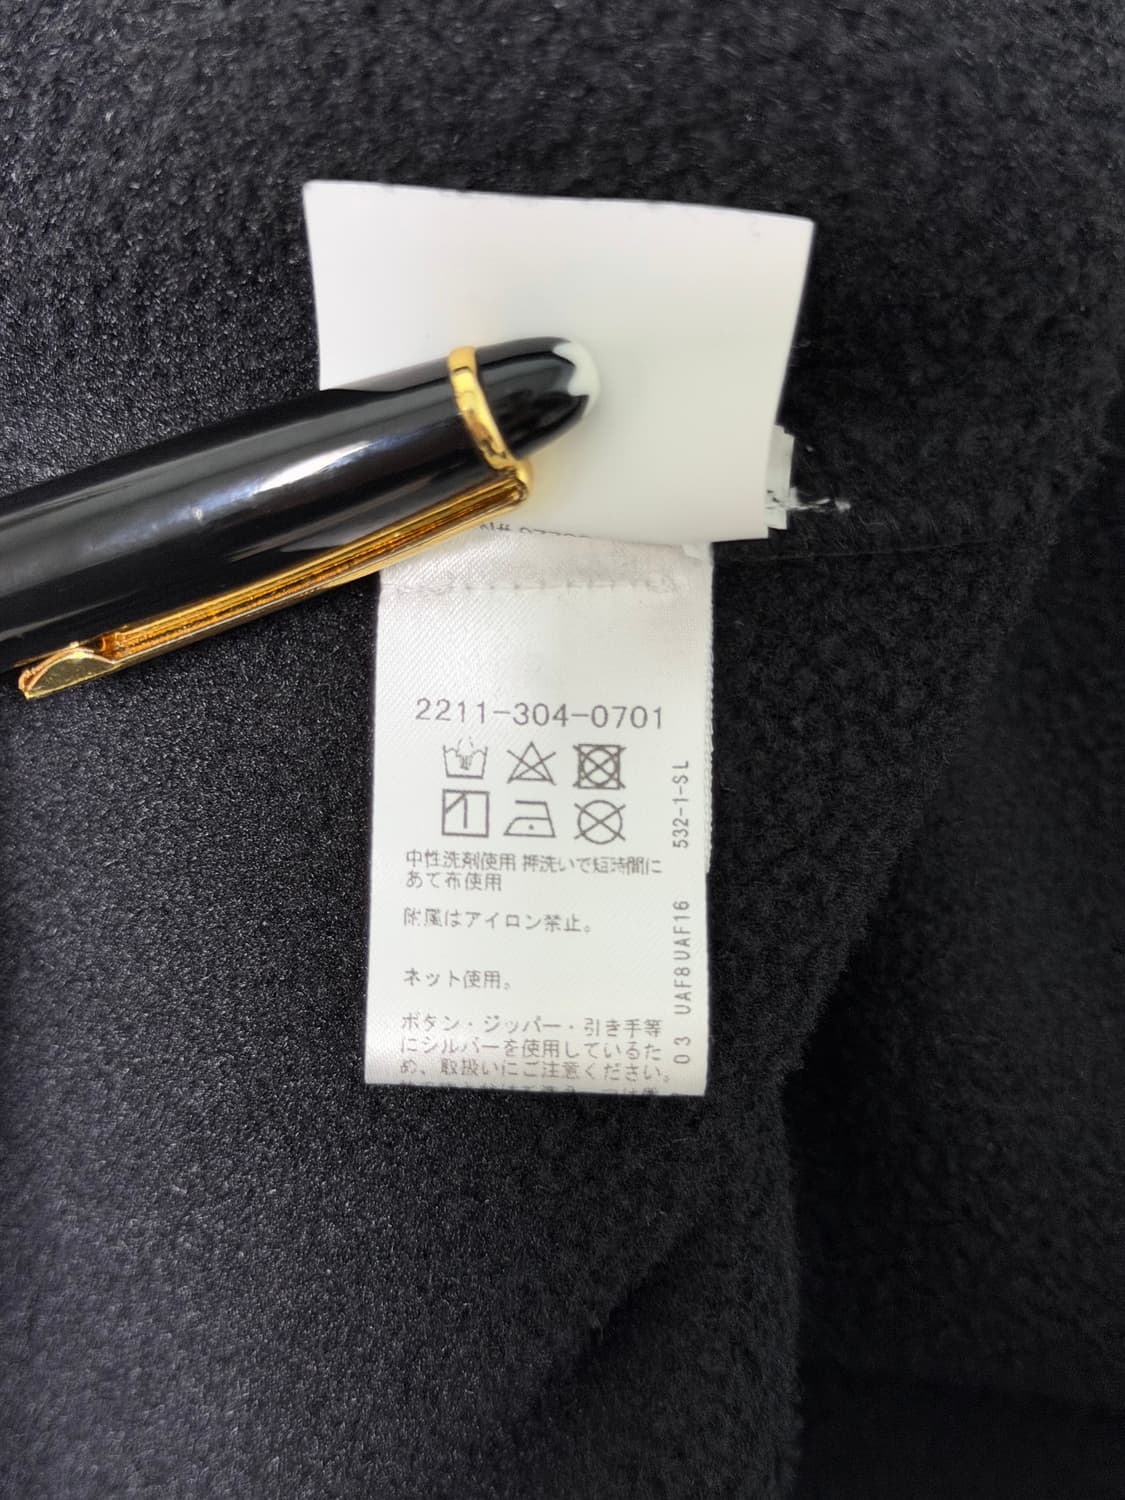 2211-304-0701
中性洗剤使用 押洗いで短時間に
あて布使用
附属はアイロン禁止。
ネット使用。
ボタン・ジッパー・引き手等
にシルバーを使用しているた
め、取扱いにご注意ください。
532-1-SL
UAF8UAF16
03